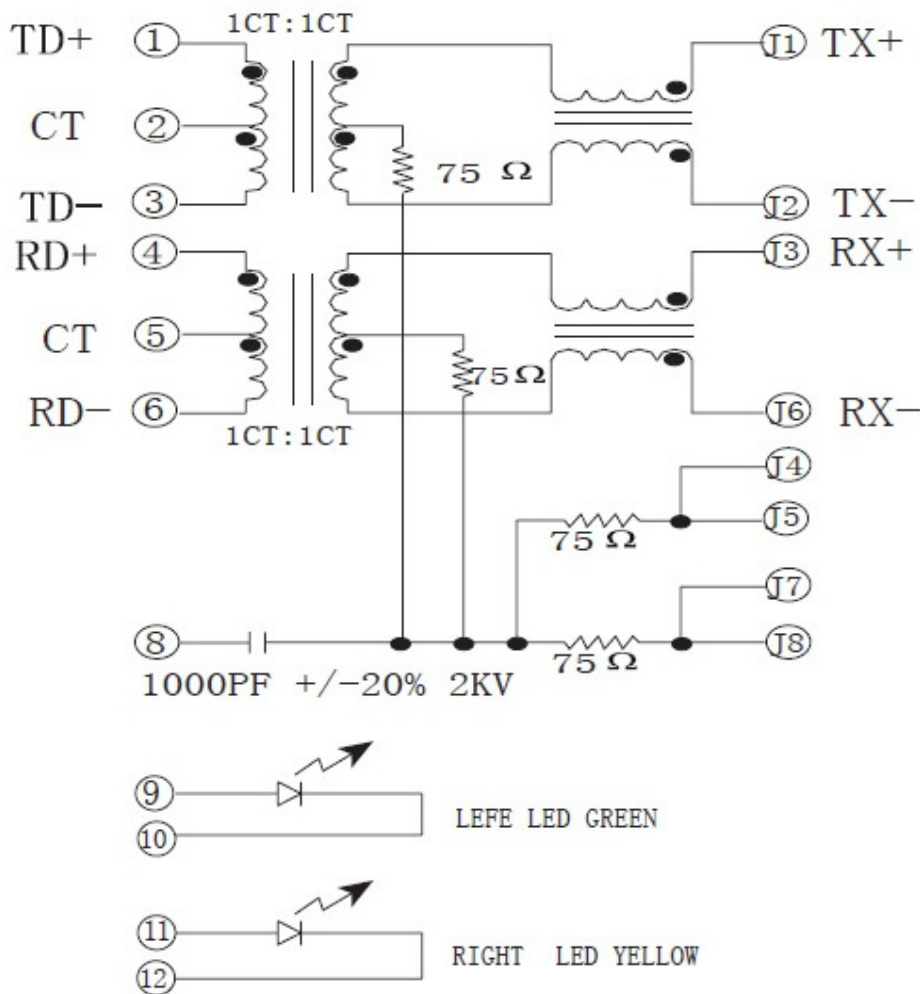 1CT:1CT
TD+ 1 J1 TX+
CT 2
75 Ω
TD- 3 J2 TX-
RD+ 4 J3 RX+
CT 5
75 Ω
RD- 6 J6 RX-
1CT:1CT
J4
J5
75 Ω
J7
8 J8
75 Ω
1000PF +/-20% 2KV
9
LEFE LED GREEN
10
11
RIGHT LED YELLOW
12